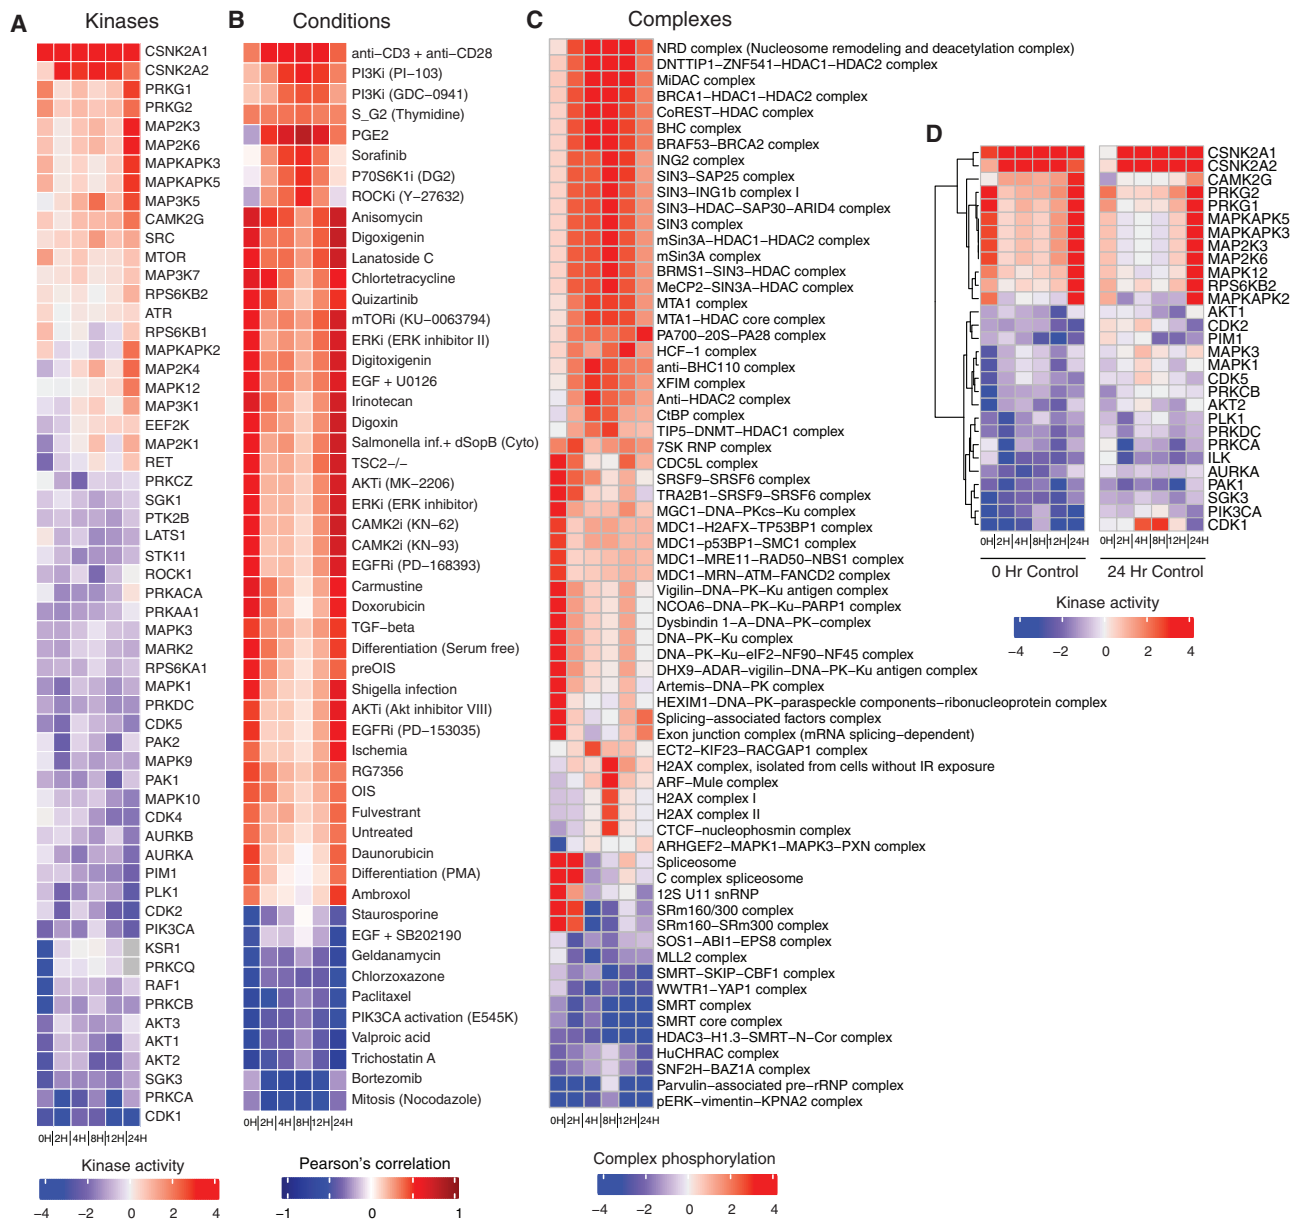 A
Kinases
CSNK2A1
CSNK2A2
PRKG1
PRKG2
MAP2K3
MAP2K6
MAPKAPK3
MAPKAPK5
MAP3K5
CAMK2G
SRC
MTOR
MAP3K7
RPS6KB2
ATR
RPS6KB1
MAPKAPK2
MAP2K4
MAPK12
MAP3K1
EEF2K
MAP2K1
RET
PRKCZ
SGK1
PTK2B
LATS1
STK11
ROCK1
PRKACA
PRKAA1
MAPK3
MARK2
RPS6KA1
MAPK1
PRKDC
CDK5
PAK2
MAPK9
PAK1
MAPK10
CDK4
AURKB
AURKA
PIM1
PLK1
CDK2
PIK3CA
KSR1
PRKCQ
RAF1
PRKCB
AKT3
AKT1
AKT2
SGK3
PRKCA
CDK1
0H 2H 4H 8H 12H 24H
Kinase activity
−4 −2 0 2 4
B
Conditions
anti−CD3 + anti−CD28
PI3Ki (PI−103)
PI3Ki (GDC−0941)
S_G2 (Thymidine)
PGE2
Sorafinib
P70S6K1i (DG2)
ROCKi (Y−27632)
Anisomycin
Digoxigenin
Lanatoside C
Chlortetracycline
Quizartinib
mTORi (KU−0063794)
ERKi (ERK inhibitor II)
Digitoxigenin
EGF + U0126
Irinotecan
Digoxin
Salmonella inf.+ dSopB (Cyto)
TSC2−/−
AKTi (MK−2206)
ERKi (ERK inhibitor)
CAMK2i (KN−62)
CAMK2i (KN−93)
EGFRi (PD−168393)
Carmustine
Doxorubicin
TGF−beta
Differentiation (Serum free)
preOIS
Shigella infection
AKTi (Akt inhibitor VIII)
EGFRi (PD−153035)
Ischemia
RG7356
OIS
Fulvestrant
Untreated
Daunorubicin
Differentiation (PMA)
Ambroxol
Staurosporine
EGF + SB202190
Geldanamycin
Chlorzoxazone
Paclitaxel
PIK3CA activation (E545K)
Valproic acid
Trichostatin A
Bortezomib
Mitosis (Nocodazole)
0H 2H 4H 8H 12H 24H
Pearson's correlation
−1 0 1
C
Complexes
NRD complex (Nucleosome remodeling and deacetylation complex)
DNTTIP1−ZNF541−HDAC1−HDAC2 complex
MiDAC complex
BRCA1−HDAC1−HDAC2 complex
CoREST−HDAC complex
BHC complex
BRAF53−BRCA2 complex
ING2 complex
SIN3−SAP25 complex
SIN3−ING1b complex I
SIN3−HDAC−SAP30−ARID4 complex
SIN3 complex
mSin3A−HDAC1−HDAC2 complex
mSin3A complex
BRMS1−SIN3−HDAC complex
MeCP2−SIN3A−HDAC complex
MTA1 complex
MTA1−HDAC core complex
PA700−20S−PA28 complex
HCF−1 complex
anti−BHC110 complex
XFIM complex
Anti−HDAC2 complex
CtBP complex
TIP5−DNMT−HDAC1 complex
7SK RNP complex
CDC5L complex
SRSF9−SRSF6 complex
TRA2B1−SRSF9−SRSF6 complex
MGC1−DNA−PKcs−Ku complex
MDC1−H2AFX−TP53BP1 complex
MDC1−p53BP1−SMC1 complex
MDC1−MRE11−RAD50−NBS1 complex
MDC1−MRN−ATM−FANCD2 complex
Vigilin−DNA−PK−Ku antigen complex
NCOA6−DNA−PK−Ku−PARP1 complex
Dysbindin 1−A−DNA−PK−complex
DNA−PK−Ku complex
DNA−PK−Ku−eIF2−NF90−NF45 complex
DHX9−ADAR−vigilin−DNA−PK−Ku antigen complex
Artemis−DNA−PK complex
HEXIM1−DNA−PK−paraspeckle components−ribonucleoprotein complex
Splicing−associated factors complex
Exon junction complex (mRNA splicing−dependent)
ECT2−KIF23−RACGAP1 complex
H2AX complex, isolated from cells without IR exposure
ARF−Mule complex
H2AX complex I
H2AX complex II
CTCF−nucleophosmin complex
ARHGEF2−MAPK1−MAPK3−PXN complex
Spliceosome
C complex spliceosome
12S U11 snRNP
SRm160/300 complex
SRm160−SRm300 complex
SOS1−ABI1−EPS8 complex
MLL2 complex
SMRT−SKIP−CBF1 complex
WWTR1−YAP1 complex
SMRT complex
SMRT core complex
HDAC3−H1.3−SMRT−N−Cor complex
HuCHRAC complex
SNF2H−BAZ1A complex
Parvulin−associated pre−rRNP complex
pERK−vimentin−KPNA2 complex
0H 2H 4H 8H 12H 24H
Complex phosphorylation
−4 −2 0 2 4
D
CSNK2A1
CSNK2A2
CAMK2G
PRKG2
PRKG1
MAPKAPK5
MAPKAPK3
MAP2K3
MAP2K6
MAPK12
RPS6KB2
MAPKAPK2
AKT1
CDK2
PIM1
MAPK3
MAPK1
CDK5
PRKCB
AKT2
PLK1
PRKDC
PRKCA
ILK
AURKA
PAK1
SGK3
PIK3CA
CDK1
0H 2H 4H 8H 12H 24H 0H 2H 4H 8H 12H 24H
0 Hr Control 24 Hr Control
Kinase activity
−4 −2 0 2 4